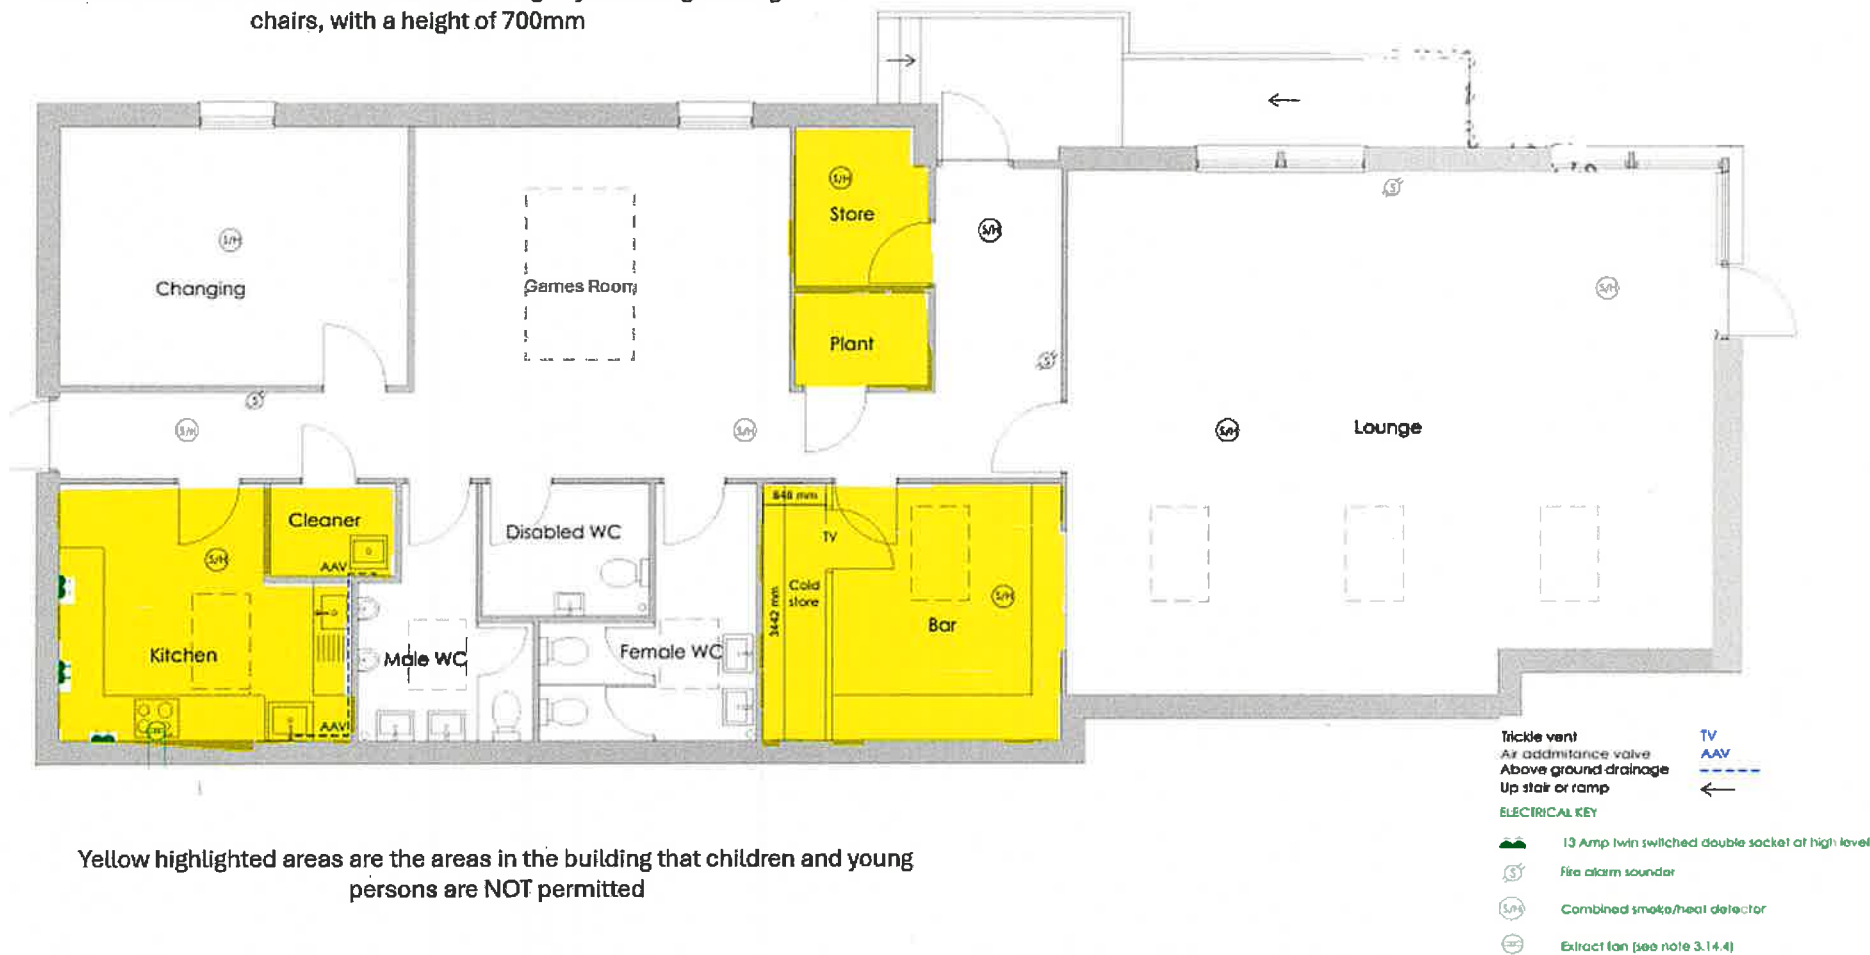 chairs, with a height of 700mm
S/H
Store
S/H
S/H
Changing
Games Room
S
S/H
Plant
S
S
S/H
S/H
S/H
Lounge
848 mm
Cleaner
Disabled WC
TV
S/H
AAV
Cold
store
3442 mm
S/H
Bar
Kitchen
Male WC
Female WC
AAV
Trickle vent TV
Air addmitance valve AAV
Above ground drainage
Up stair or ramp
ELECTRICAL KEY
13 Amp twin switched double socket at high level
S Fire alarm sounder
S/H Combined smoke/heat detector
Extract fan (see note 3.14.4)
Yellow highlighted areas are the areas in the building that children and young
persons are NOT permitted